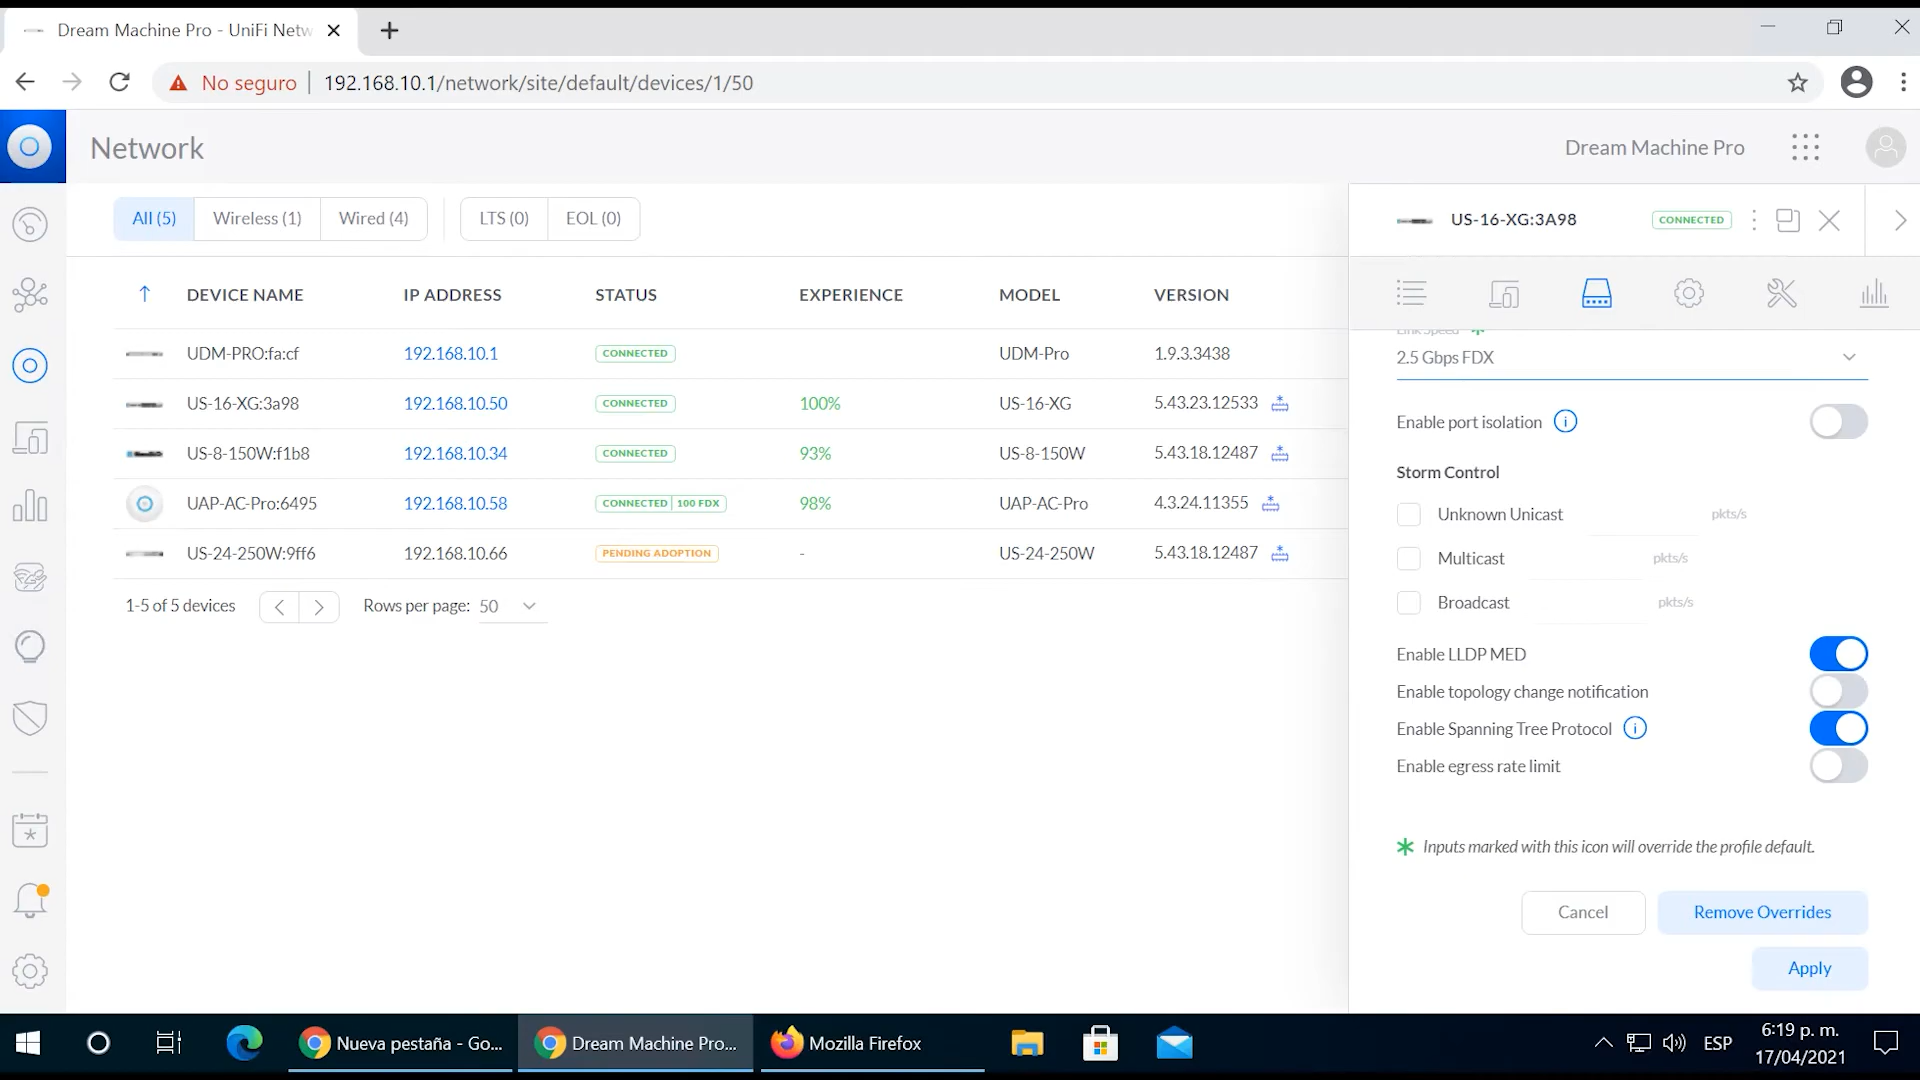 Dream Machine Pro - UniFi Netw
No seguro | 192.168.10.1/network/site/default/devices/1/50
Network
Dream Machine Pro
All (5) Wireless (1) Wired (4) LTS (0) EOL (0)
DEVICE NAME IP ADDRESS STATUS EXPERIENCE MODEL VERSION
UDM-PRO:fa:cf 192.168.10.1 CONNECTED UDM-Pro 1.9.3.3438
US-16-XG:3a98 192.168.10.50 CONNECTED 100% US-16-XG 5.43.23.12533
US-8-150W:f1b8 192.168.10.34 CONNECTED 93% US-8-150W 5.43.18.12487
UAP-AC-Pro:6495 192.168.10.58 CONNECTED | 100 FDX 98% UAP-AC-Pro 4.3.24.11355
US-24-250W:9ff6 192.168.10.66 PENDING ADOPTION - US-24-250W 5.43.18.12487
1-5 of 5 devices Rows per page: 50
US-16-XG:3A98 CONNECTED
Link Speed *
2.5 Gbps FDX
Enable port isolation
Storm Control
Unknown Unicast pkts/s
Multicast pkts/s
Broadcast pkts/s
Enable LLDP MED
Enable topology change notification
Enable Spanning Tree Protocol
Enable egress rate limit
* Inputs marked with this icon will override the profile default.
Cancel Remove Overrides
Apply
Nueva pestaña - Go...
Dream Machine Pro...
Mozilla Firefox
ESP
6:19 p. m.
17/04/2021